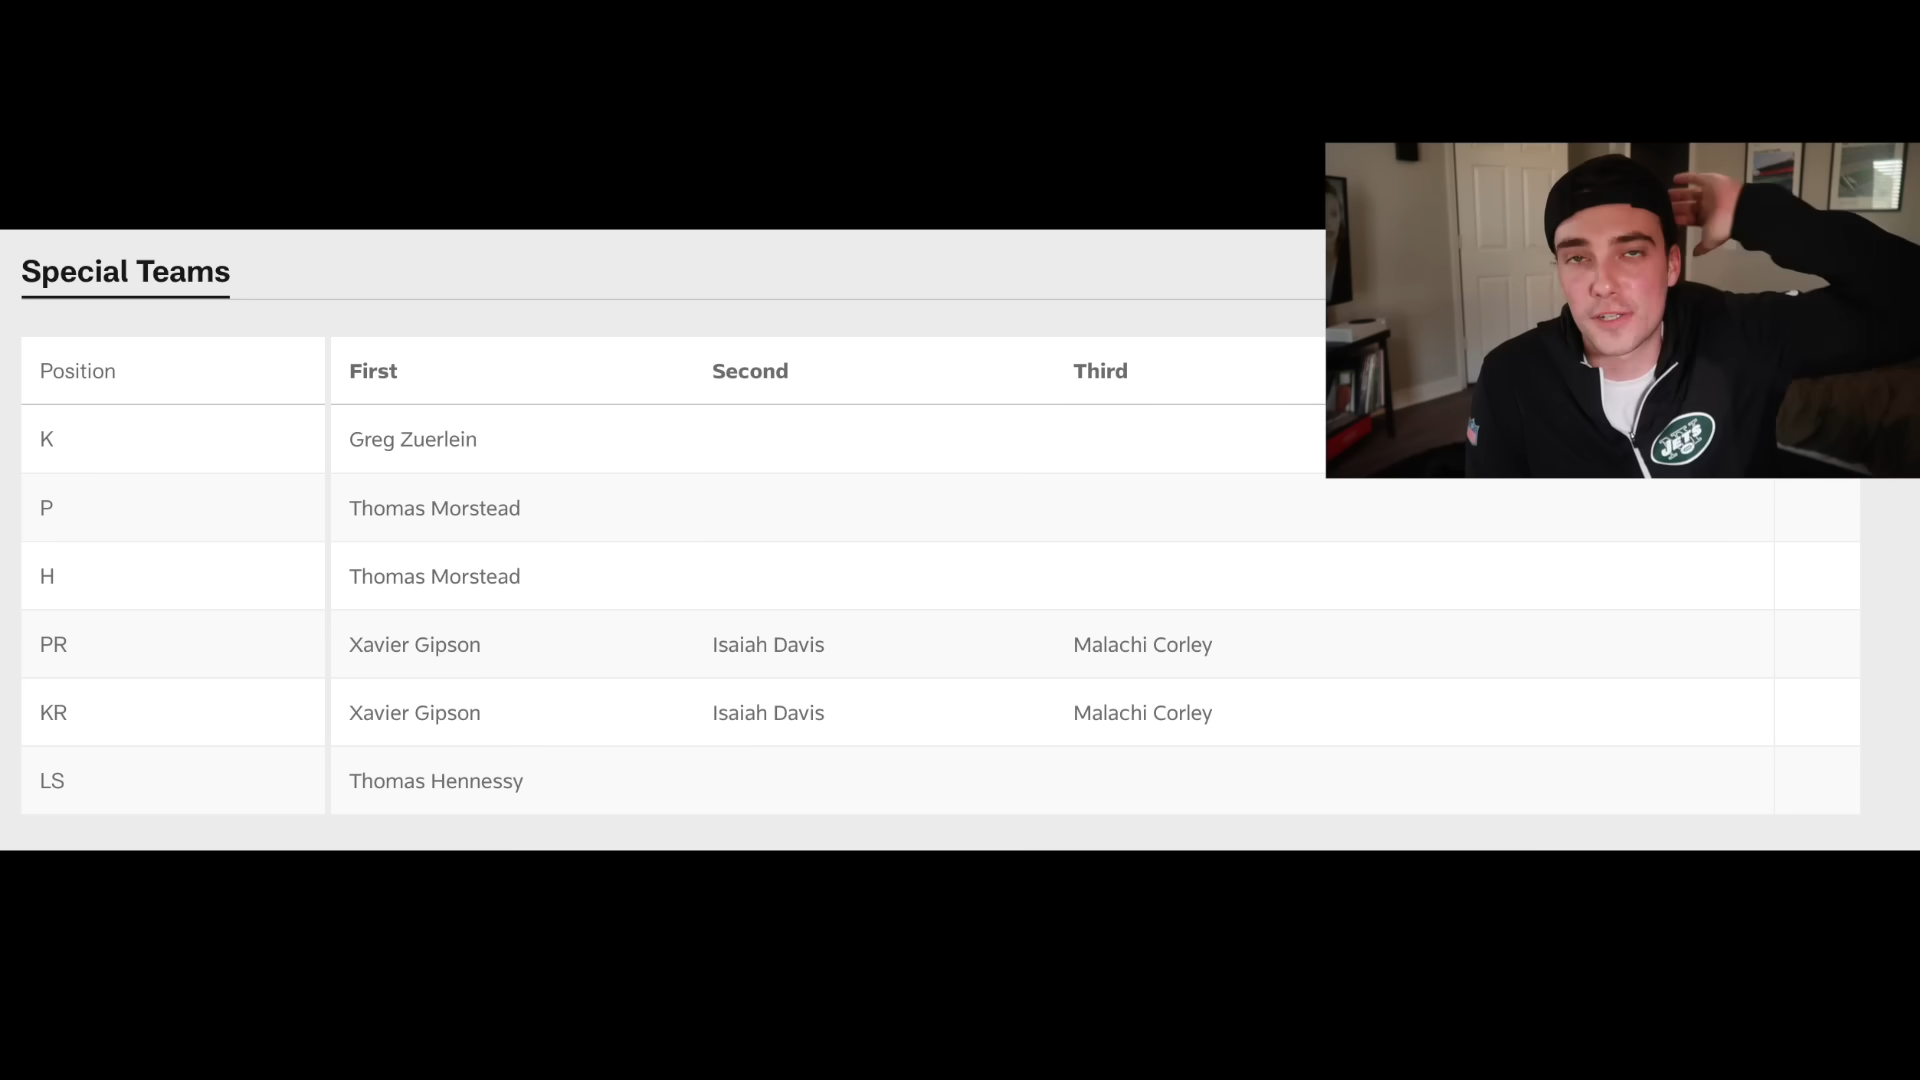 Special Teams
Position First Second Third
K Greg Zuerlein
P Thomas Morstead
H Thomas Morstead
PR Xavier Gipson Isaiah Davis Malachi Corley
KR Xavier Gipson Isaiah Davis Malachi Corley
LS Thomas Hennessy
JETS